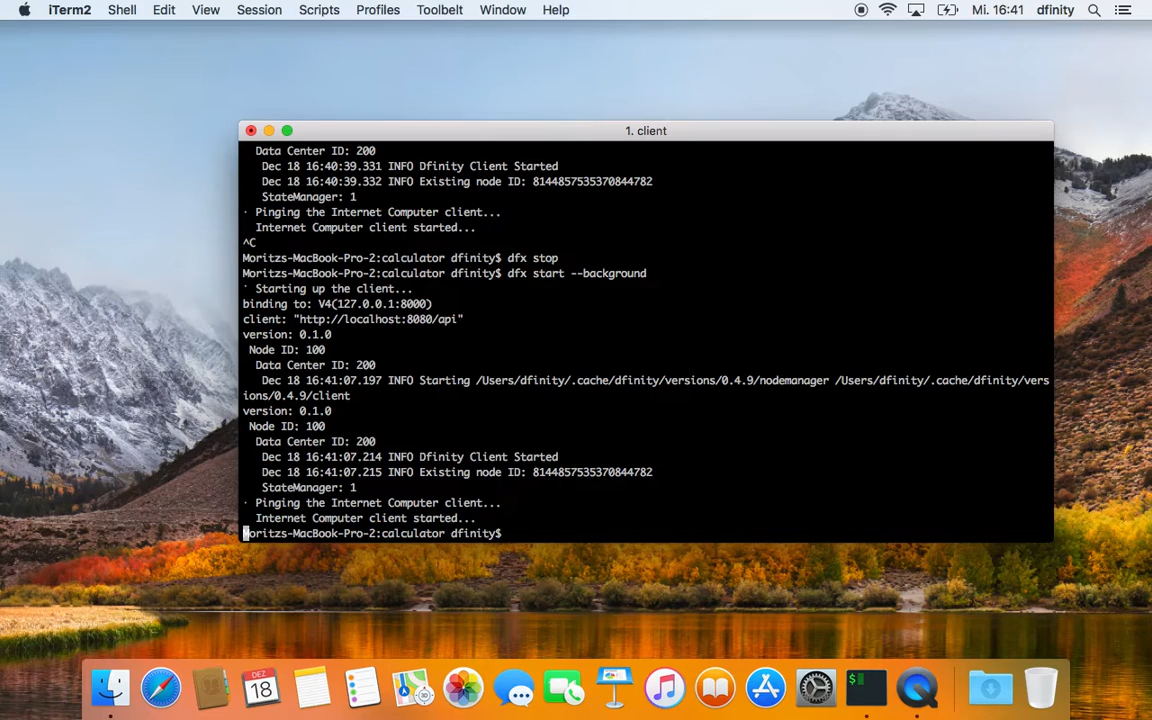 iTerm2 Shell Edit View Session Scripts Profiles Toolbelt Window Help Mi. 16:41 dfinity
1. client
Data Center ID: 200
Dec 18 16:40:39.331 INFO Dfinity Client Started
Dec 18 16:40:39.332 INFO Existing node ID: 8144857535370844782
StateManager: 1
· Pinging the Internet Computer client...
Internet Computer client started...
^C
Moritzs-MacBook-Pro-2:calculator dfinity$ dfx stop
Moritzs-MacBook-Pro-2:calculator dfinity$ dfx start --background
Starting up the client...
binding to: V4(127.0.0.1:8000)
client: "http://localhost:8080/api"
version: 0.1.0
Node ID: 100
Data Center ID: 200
Dec 18 16:41:07.197 INFO Starting /Users/dfinity/.cache/dfinity/versions/0.4.9/nodemanager /Users/dfinity/.cache/dfinity/vers
ions/0.4.9/client
version: 0.1.0
Node ID: 100
Data Center ID: 200
Dec 18 16:41:07.214 INFO Dfinity Client Started
Dec 18 16:41:07.215 INFO Existing node ID: 8144857535370844782
StateManager: 1
· Pinging the Internet Computer client...
Internet Computer client started...
Moritzs-MacBook-Pro-2:calculator dfinity$
DEZ
18
3D
$